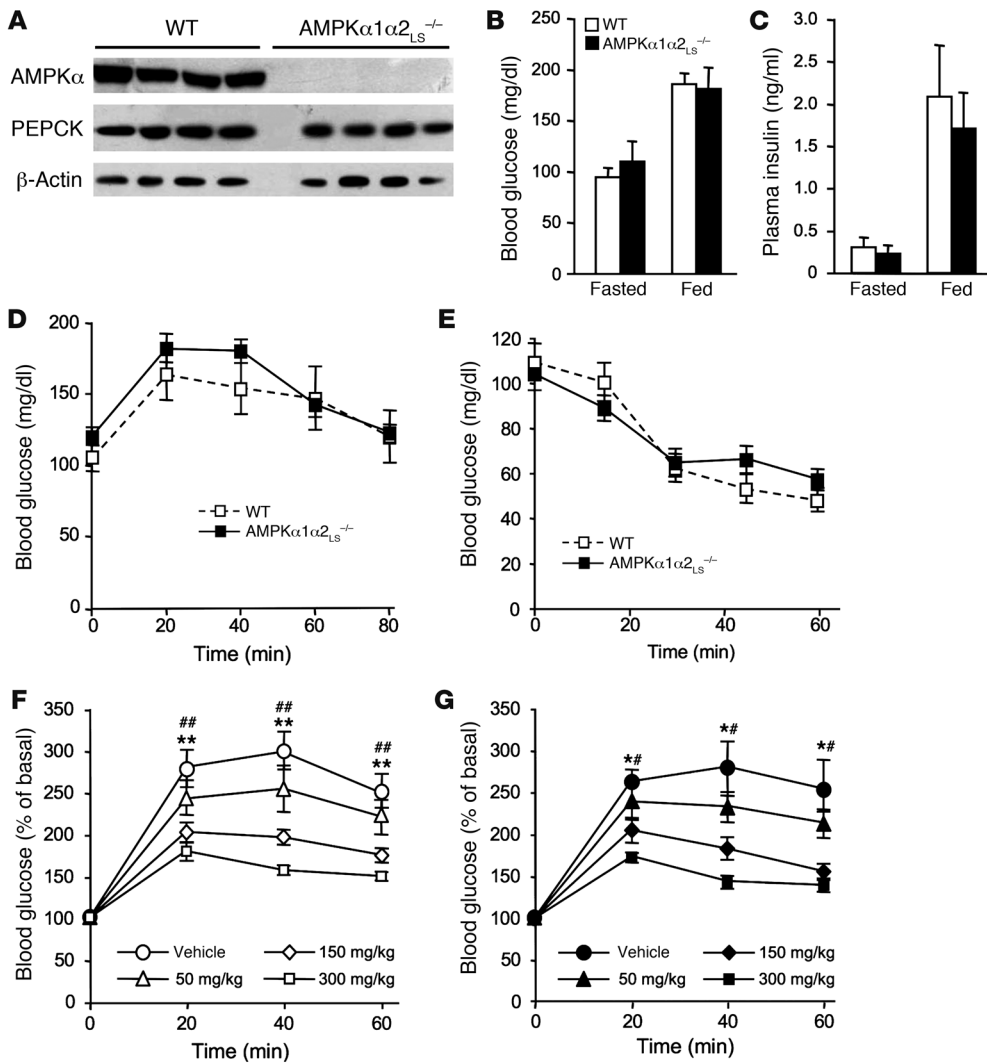 A
WT
AMPKα1α2LS−/−
AMPKα
PEPCK
β-Actin
B
Blood glucose (mg/dl)
250
200
150
100
50
0
WT
AMPKα1α2LS−/−
Fasted
Fed
C
Plasma insulin (ng/ml)
3.0
2.5
2.0
1.5
1.0
0.5
0
Fasted
Fed
D
Blood glucose (mg/dl)
200
150
100
50
0
WT
AMPKα1α2LS−/−
0
20
40
60
80
Time (min)
E
Blood glucose (mg/dl)
120
100
80
60
40
20
0
WT
AMPKα1α2LS−/−
0
20
40
60
Time (min)
F
Blood glucose (% of basal)
350
300
250
200
150
100
50
0
##
**
##
**
##
**
Vehicle
150 mg/kg
50 mg/kg
300 mg/kg
0
20
40
60
Time (min)
G
Blood glucose (% of basal)
350
300
250
200
150
100
50
0
*#
*#
*#
Vehicle
150 mg/kg
50 mg/kg
300 mg/kg
0
20
40
60
Time (min)